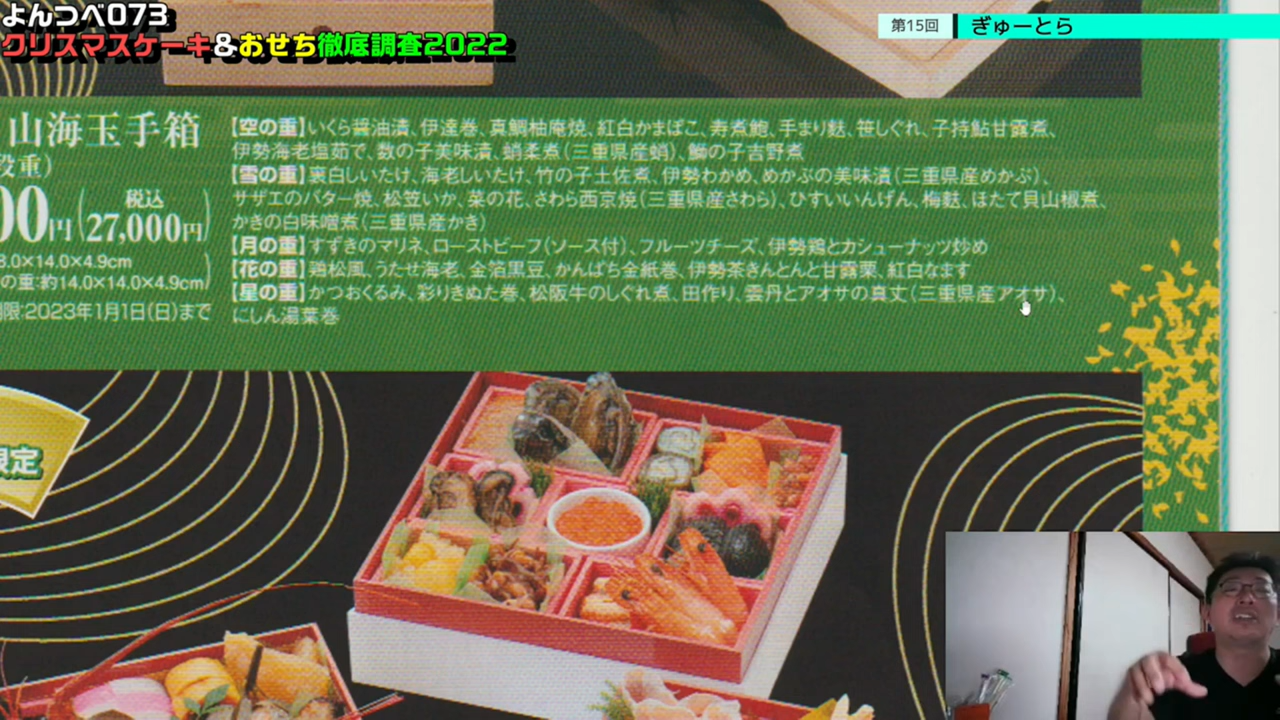 よんつべ073
クリスマスケーキ&おせち徹底調査2022
第15回 ぎゅーとら
山海玉手箱
段重)
00円(税込27,000円)
3.0×14.0×4.9cm
の重:約14.0×14.0×4.9cm)
限:2023年1月1日(日)まで
【空の重】いくら醤油漬、伊達巻、真鯛柚庵焼、紅白かまぼこ、寿煮鮑、手まり麩、笹しぐれ、子持鮎甘露煮、
伊勢海老塩茹で、数の子美味漬、蛸柔煮(三重県産蛸)、鰤の子吉野煮
【雪の重】裏白しいたけ、海老しいたけ、竹の子土佐煮、伊勢わかめ、めかぶの美味漬(三重県産めかぶ)、
サザエのバター焼、松笠いか、菜の花、さわら西京焼(三重県産さわら)、ひすいいんげん、梅麩、ほたて貝山椒煮、
かきの白味噌煮(三重県産かき)
【月の重】すずきのマリネ、ローストビーフ(ソース付)、フルーツチーズ、伊勢鶏とカシューナッツ炒め
【花の重】鶏松風、うたせ海老、金箔黒豆、かんぱち金紙巻、伊勢茶きんとんと甘露栗、紅白なます
【星の重】かつおくるみ、彩りきぬた巻、松阪牛のしぐれ煮、田作り、雲丹とアオサの真丈(三重県産アオサ)、
にしん湯葉巻
限定